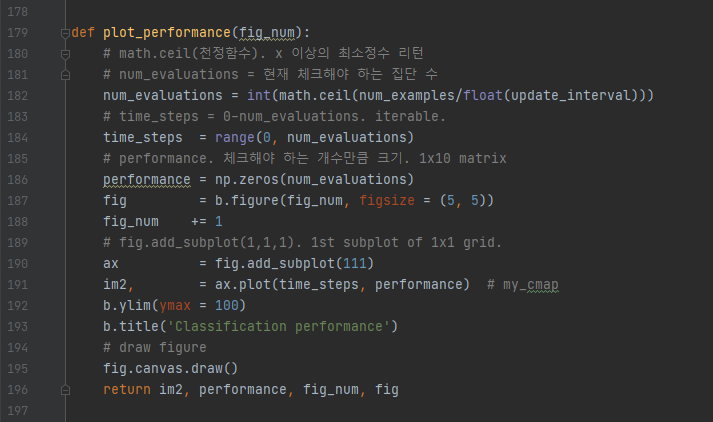 178
179 def plot_performance(fig_num):
180 # math.ceil(천정함수). x 이상의 최소정수 리턴
181 # num_evaluations = 현재 체크해야 하는 집단 수
182 num_evaluations = int(math.ceil(num_examples/float(update_interval)))
183 # time_steps = 0-num_evaluations. iterable.
184 time_steps  = range(0, num_evaluations)
185 # performance. 체크해야 하는 개수만큼 크기. 1x10 matrix
186 performance = np.zeros(num_evaluations)
187 fig         = b.figure(fig_num, figsize = (5, 5))
188 fig_num    += 1
189 # fig.add_subplot(1,1,1). 1st subplot of 1x1 grid.
190 ax          = fig.add_subplot(111)
191 im2,        = ax.plot(time_steps, performance)  # my_cmap
192 b.ylim(ymax = 100)
193 b.title('Classification performance')
194 # draw figure
195 fig.canvas.draw()
196 return im2, performance, fig_num, fig
197